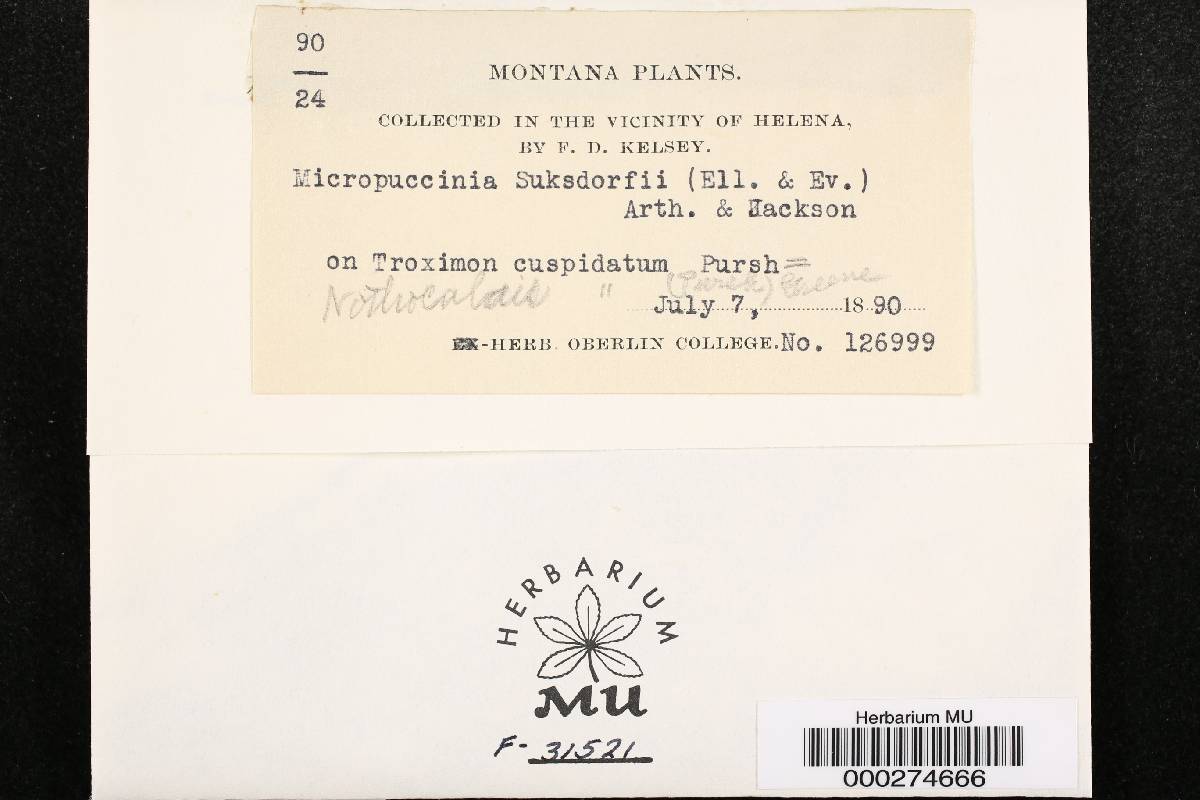 90
24
MONTANA PLANTS.
COLLECTED IN THE VICINITY OF HELENA,
BY F. D. KELSEY.
Micropuccinia Suksdorfii (Ell. & Ev.)
Arth. & Jackson
on Troximon cuspidatum Pursh=
Nothocalais " (Pursh) Greene
July 7, 1890
EX-HERB. OBERLIN COLLEGE. No. 126999
HERBARIUM
MU
F-31521
Herbarium MU
000274666